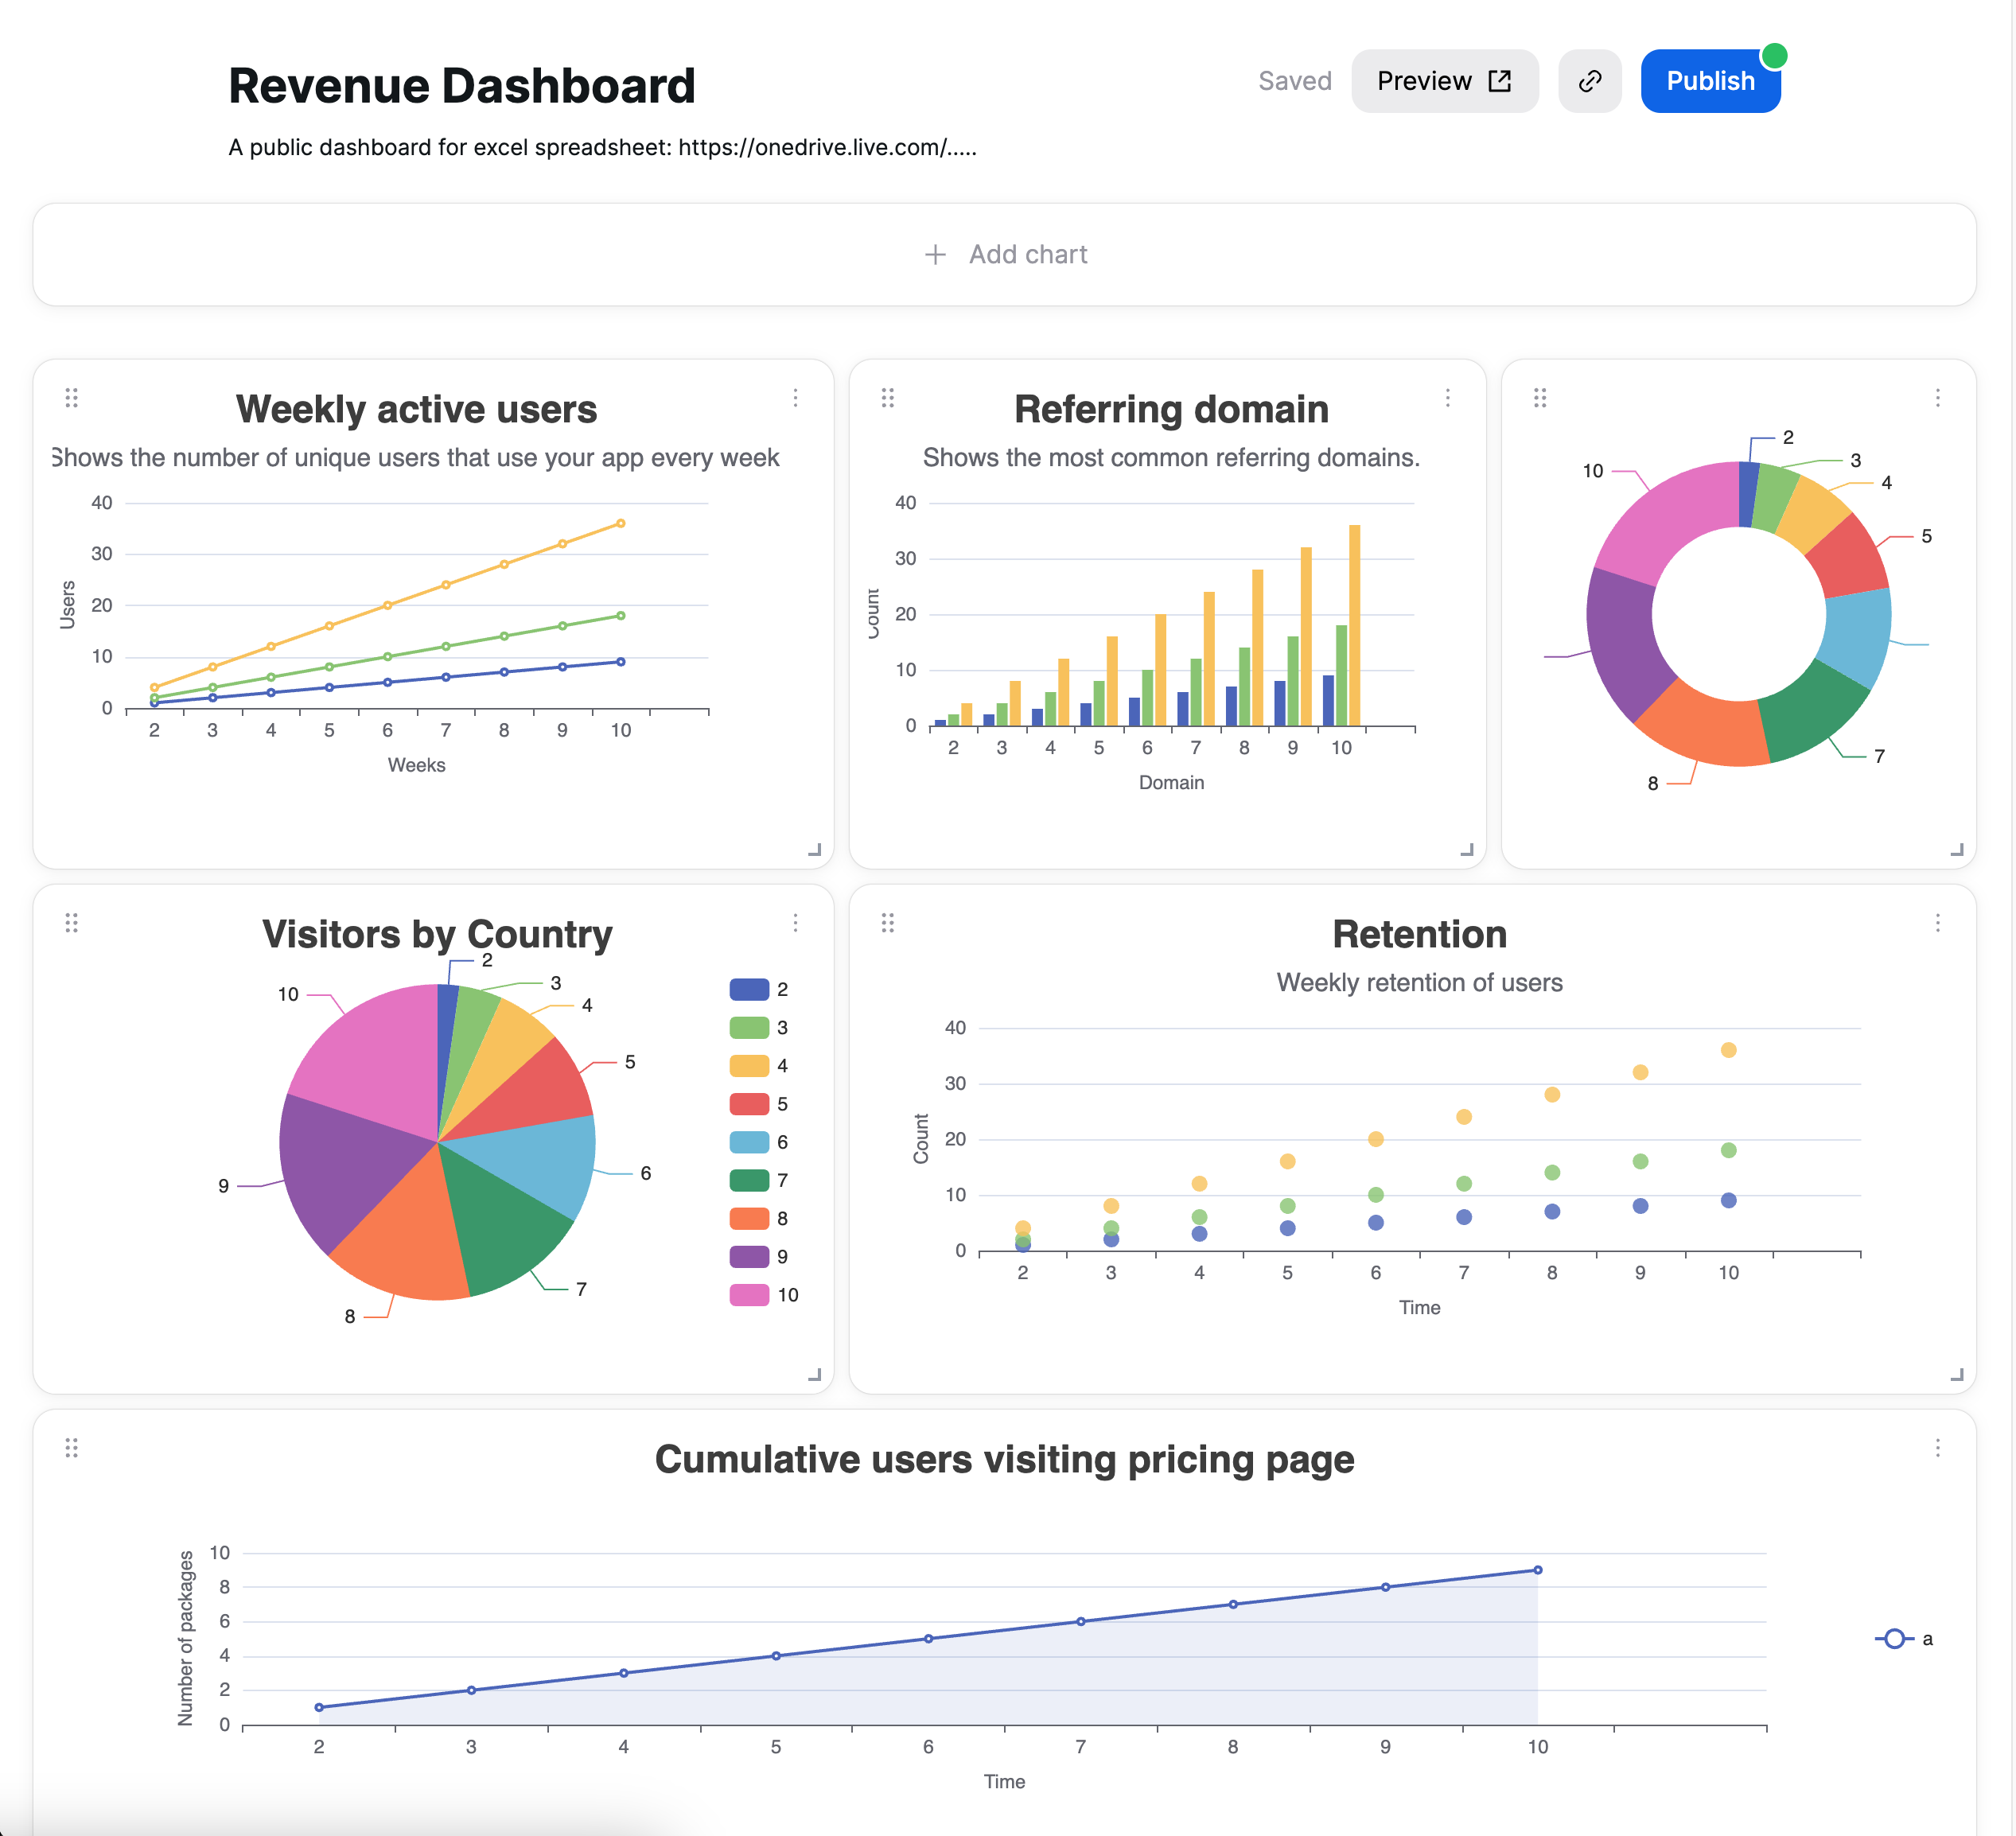 Revenue Dashboard
Saved
Preview
Publish
A public dashboard for excel spreadsheet: https://onedrive.live.com/.....
Add chart
Weekly active users
Shows the number of unique users that use your app every week
40
30
20
10
0
Users
2 3 4 5 6 7 8 9 10
Weeks
Referring domain
Shows the most common referring domains.
40
30
20
10
0
Count
2 3 4 5 6 7 8 9 10
Domain
2
3
4
5
7
8
10
Visitors by Country
2
3
4
5
6
7
8
9
10
2
3
4
5
6
7
8
9
10
Retention
Weekly retention of users
40
30
20
10
0
Count
2 3 4 5 6 7 8 9 10
Time
Cumulative users visiting pricing page
10
8
6
4
2
0
Number of packages
2 3 4 5 6 7 8 9 10
Time
a